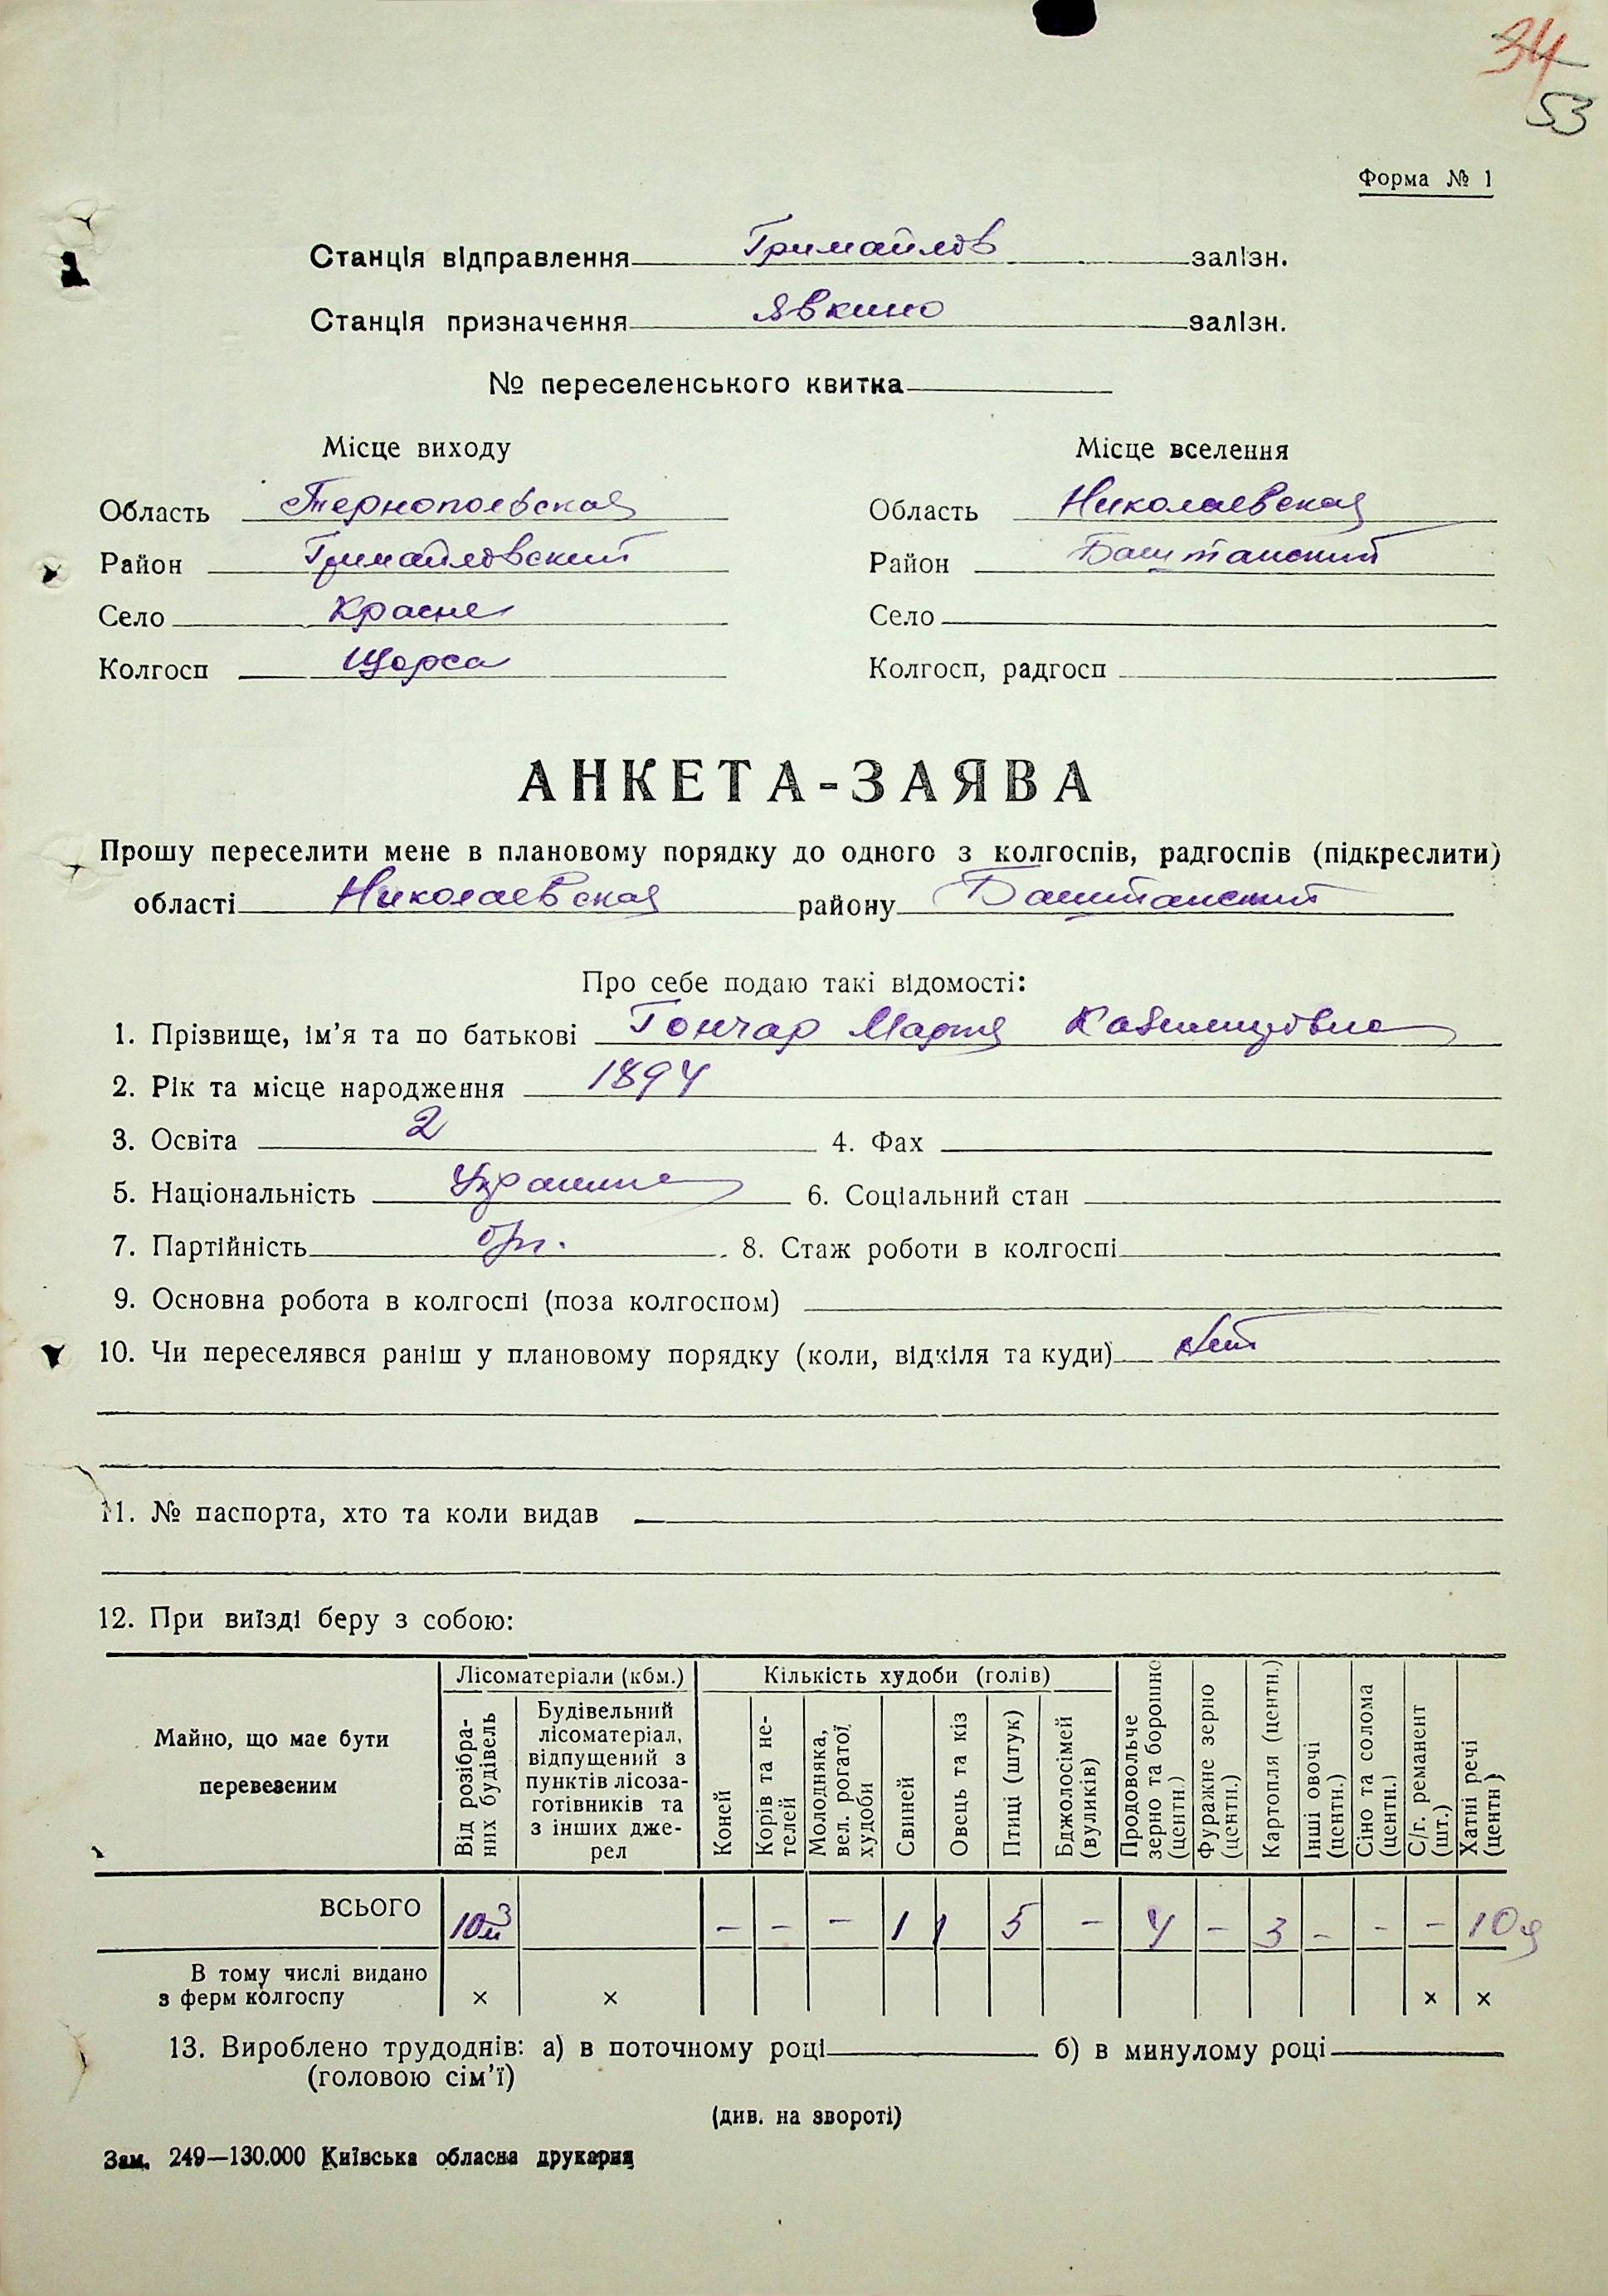 34
53
Форма № 1
Станція відправлення Гримайлов залізн.
Станція призначення Явкино залізн.
№ переселенського квитка
Місце виходу Місце вселення
Область Тернопольская Область Николаевская
Район Гримайловский Район Баштанский
Село Красне Село
Колгосп Щорса Колгосп, радгосп
АНКЕТА-ЗАЯВА
Прошу переселити мене в плановому порядку до одного з колгоспів, радгоспів (підкреслити)
області Николаевская району Баштанский
Про себе подаю такі відомості:
1. Прізвище, ім’я та по батькові Гончар Мария
2. Рік та місце народження 1894
3. Освіта 2 4. Фах
5. Національність Украинка 6. Соціальний стан
7. Партійність б/п. 8. Стаж роботи в колгоспі
9. Основна робота в колгоспі (поза колгоспом)
10. Чи переселявся раніш у плановому порядку (коли, відкіля та куди) Нет
11. № паспорта, хто та коли видав
12. При виїзді беру з собою:
Майно, що має бути перевезеним
Лісоматеріали (кбм.)
Від розібраних будівель
Будівельний лісоматеріал, відпущений з пунктів лісозаготівників та з інших джерел
Кількість худоби (голів)
Коней
Корів та нетелей
Молодняка, вел. рогатої худоби
Свиней
Овець та кіз
Птиці (штук)
Бджолосімей (вуликів)
Продовольче зерно та борошно (центн.)
Фуражне зерно (центн.)
Картопля (центн.)
Інші овочі (центн.)
Сіно та солома (центн.)
С/г. реманент (шт.)
Хатні речі (центн)
ВСЬОГО 10м3 – – – 1 1 5 – 4 – 3 – – – 10
В тому числі видано
з ферм колгоспу × × × ×
13. Вироблено трудоднів: а) в поточному році б) в минулому році
(головою сім’ї)
(див. на звороті)
Зам. 249—130.000 Київська обласна друкарня